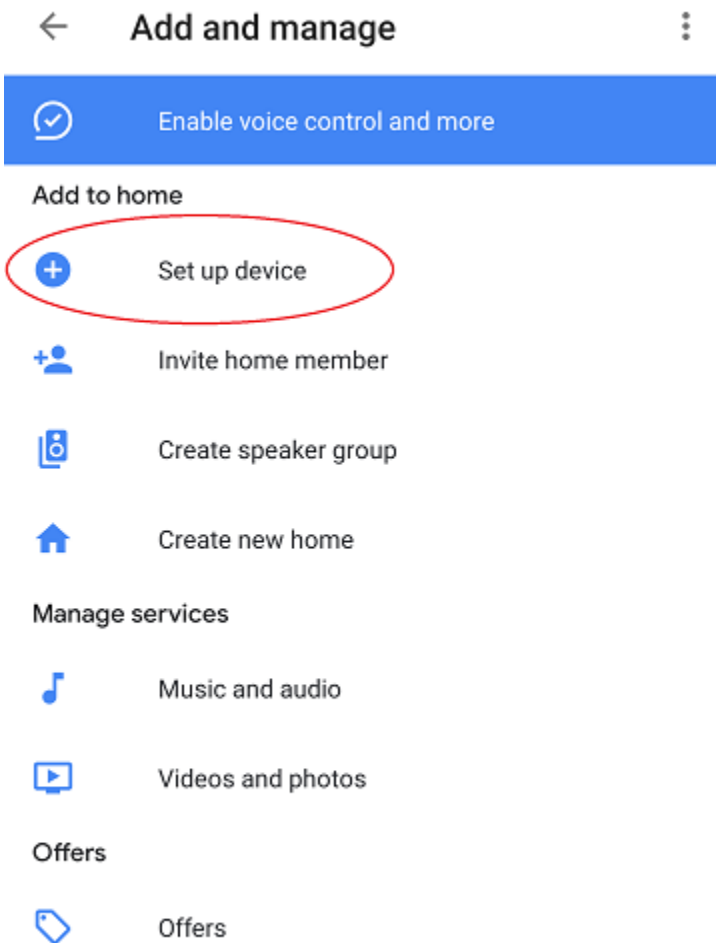 Add and manage
Enable voice control and more
Add to home
Set up device
Invite home member
Create speaker group
Create new home
Manage services
Music and audio
Videos and photos
Offers
Offers